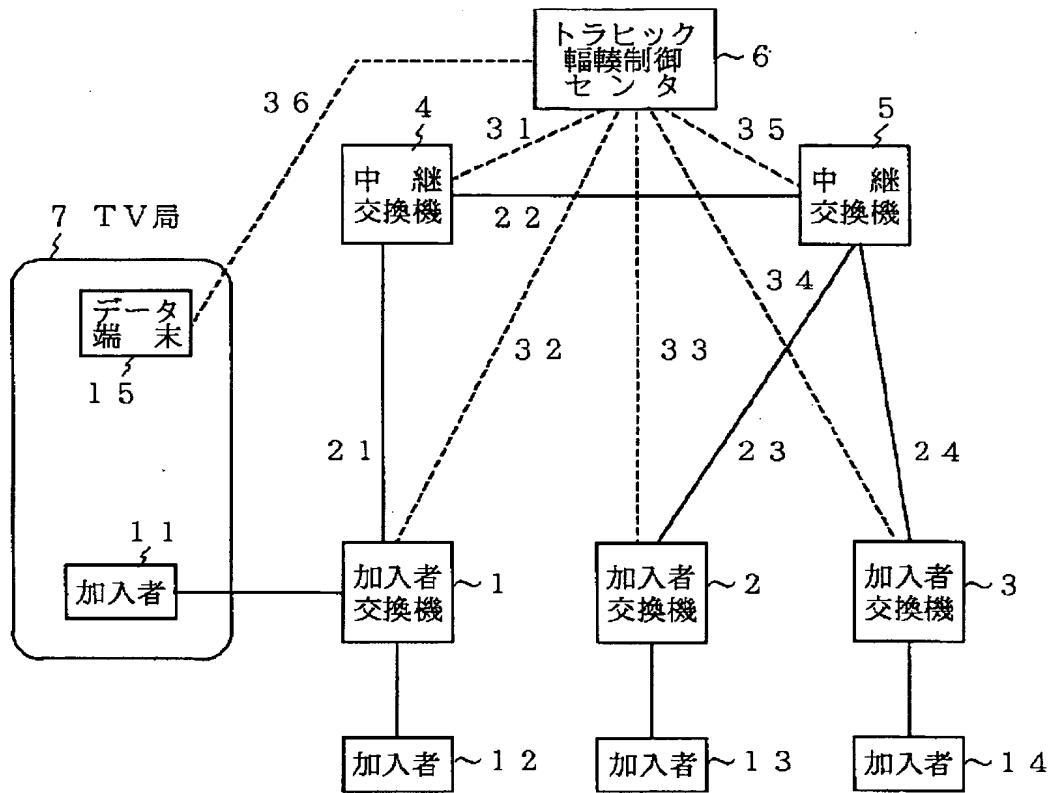 トラヒック
輻輳制御
センタ
6
36
4
31
35
5
中　継
交換機
22
中　継
交換機
7　TV局
データ
端　末
15
32
33
34
21
23
24
11
加入者
加入者
交換機
1
加入者
交換機
2
加入者
交換機
3
加入者
12
加入者
13
加入者
14